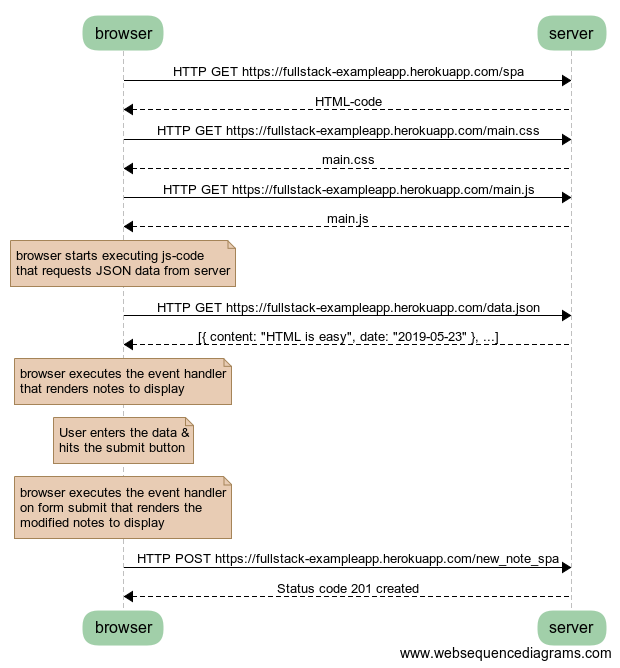 browser
server
HTTP GET https://fullstack-exampleapp.herokuapp.com/spa
HTML-code
HTTP GET https://fullstack-exampleapp.herokuapp.com/main.css
main.css
HTTP GET https://fullstack-exampleapp.herokuapp.com/main.js
main.js
browser starts executing js-code
that requests JSON data from server
HTTP GET https://fullstack-exampleapp.herokuapp.com/data.json
[{ content: "HTML is easy", date: "2019-05-23" }, ...]
browser executes the event handler
that renders notes to display
User enters the data &
hits the submit button
browser executes the event handler
on form submit that renders the
modified notes to display
HTTP POST https://fullstack-exampleapp.herokuapp.com/new_note_spa
Status code 201 created
browser
server
www.websequencediagrams.com